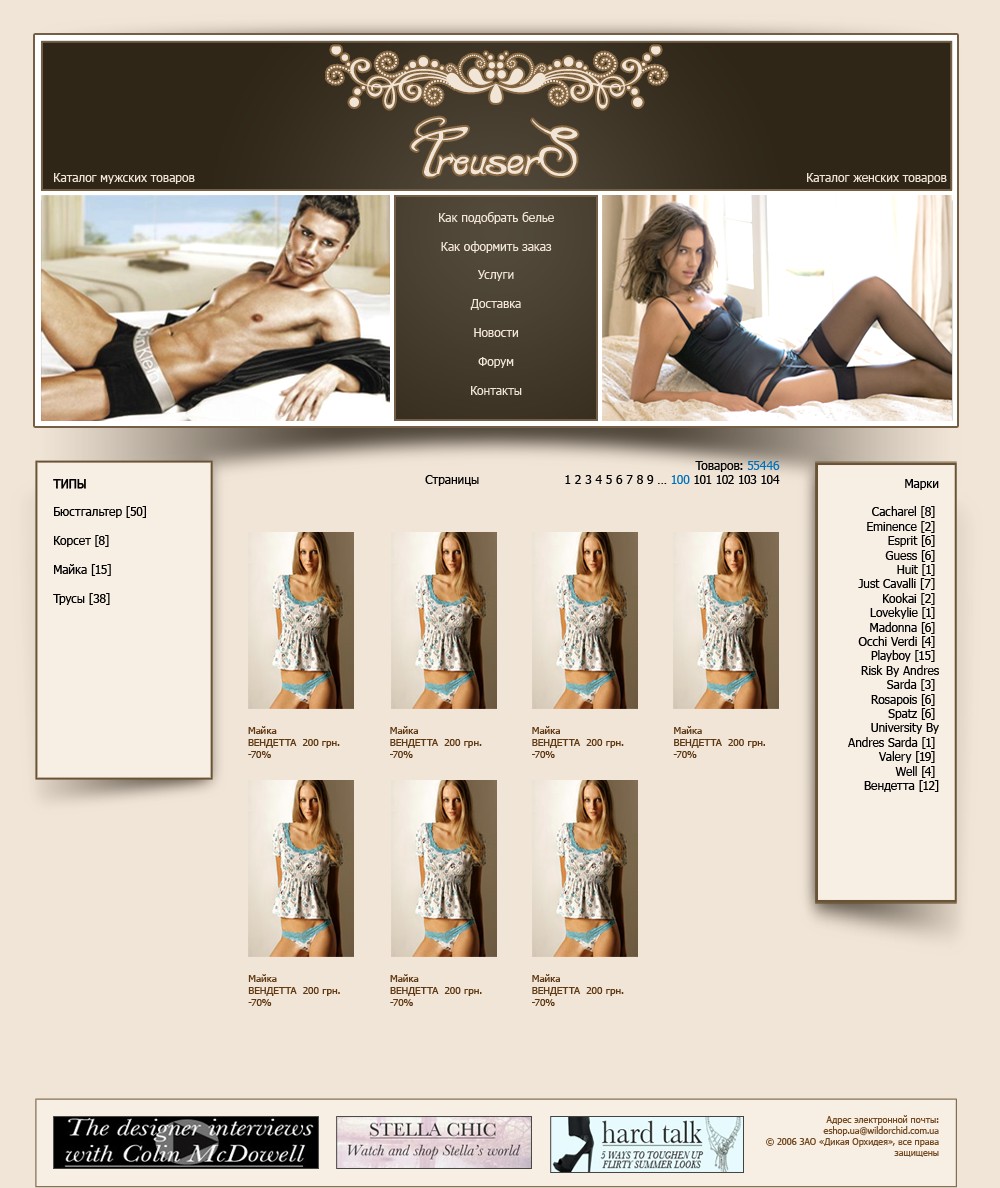 TrouserS
Каталог мужских товаров
Каталог женских товаров
Как подобрать белье
Как оформить заказ
Услуги
Доставка
Новости
Форум
Контакты
Calvin Klein
ТИПЫ
Бюстгальтер [50]
Корсет [8]
Майка [15]
Трусы [38]
Товаров: 55446
Страницы
1 2 3 4 5 6 7 8 9 ... 100 101 102 103 104
Майка
ВЕНДЕТТА 200 грн.
-70%
Майка
ВЕНДЕТТА 200 грн.
-70%
Майка
ВЕНДЕТТА 200 грн.
-70%
Майка
ВЕНДЕТТА 200 грн.
-70%
Майка
ВЕНДЕТТА 200 грн.
-70%
Майка
ВЕНДЕТТА 200 грн.
-70%
Майка
ВЕНДЕТТА 200 грн.
-70%
Марки
Cacharel [8]
Eminence [2]
Esprit [6]
Guess [6]
Huit [1]
Just Cavalli [7]
Kookai [2]
Lovekylie [1]
Madonna [6]
Occhi Verdi [4]
Playboy [15]
Risk By Andres
Sarda [3]
Rosapois [6]
Spatz [6]
University By
Andres Sarda [1]
Valery [19]
Well [4]
Вендетта [12]
The designer interviews
with Colin McDowell
STELLA CHIC
Watch and shop Stella's world
hard talk
5 WAYS TO TOUGHEN UP
FLIRTY SUMMER LOOKS
Адрес электронной почты:
eshop.ua@wildorchid.com.ua
© 2006 ЗАО «Дикая Орхидея», все права
защищены